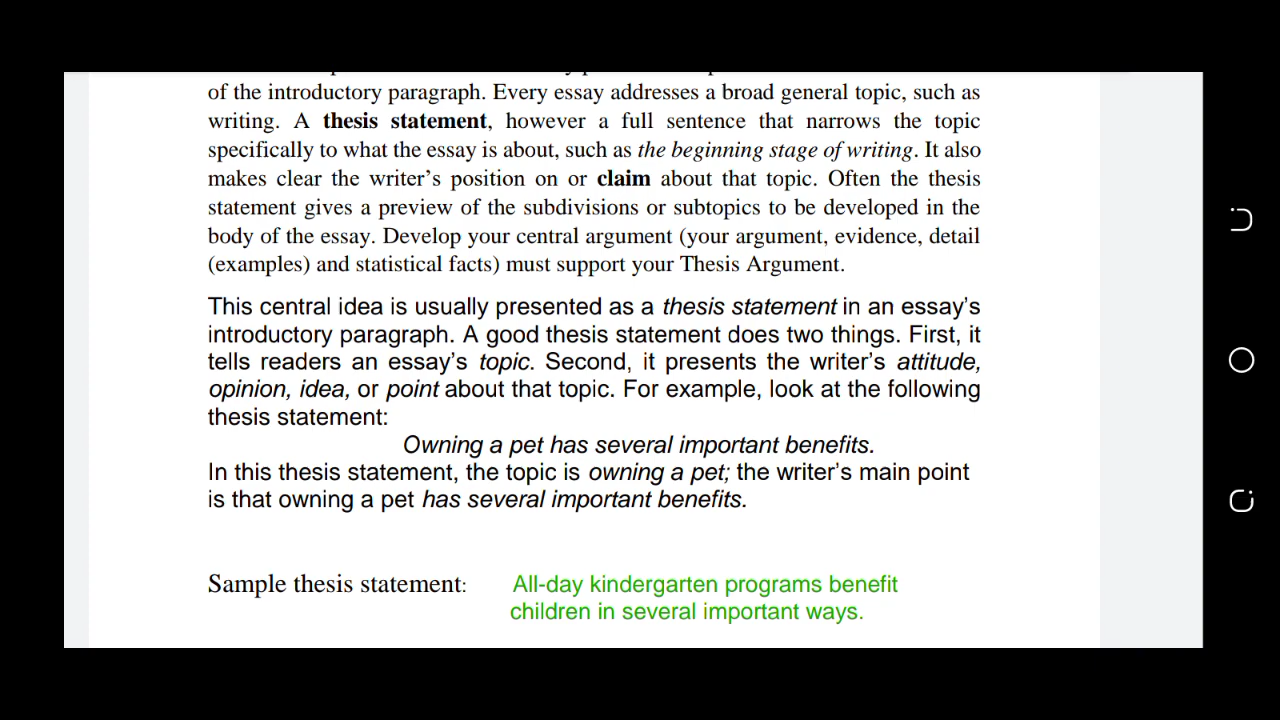 of the introductory paragraph. Every essay addresses a broad general topic, such as
writing. A thesis statement, however a full sentence that narrows the topic
specifically to what the essay is about, such as the beginning stage of writing. It also
makes clear the writer's position on or claim about that topic. Often the thesis
statement gives a preview of the subdivisions or subtopics to be developed in the
body of the essay. Develop your central argument (your argument, evidence, detail
(examples) and statistical facts) must support your Thesis Argument.
This central idea is usually presented as a thesis statement in an essay's
introductory paragraph. A good thesis statement does two things. First, it
tells readers an essay's topic. Second, it presents the writer's attitude,
opinion, idea, or point about that topic. For example, look at the following
thesis statement:
Owning a pet has several important benefits.
In this thesis statement, the topic is owning a pet; the writer's main point
is that owning a pet has several important benefits.
Sample thesis statement: All-day kindergarten programs benefit
children in several important ways.